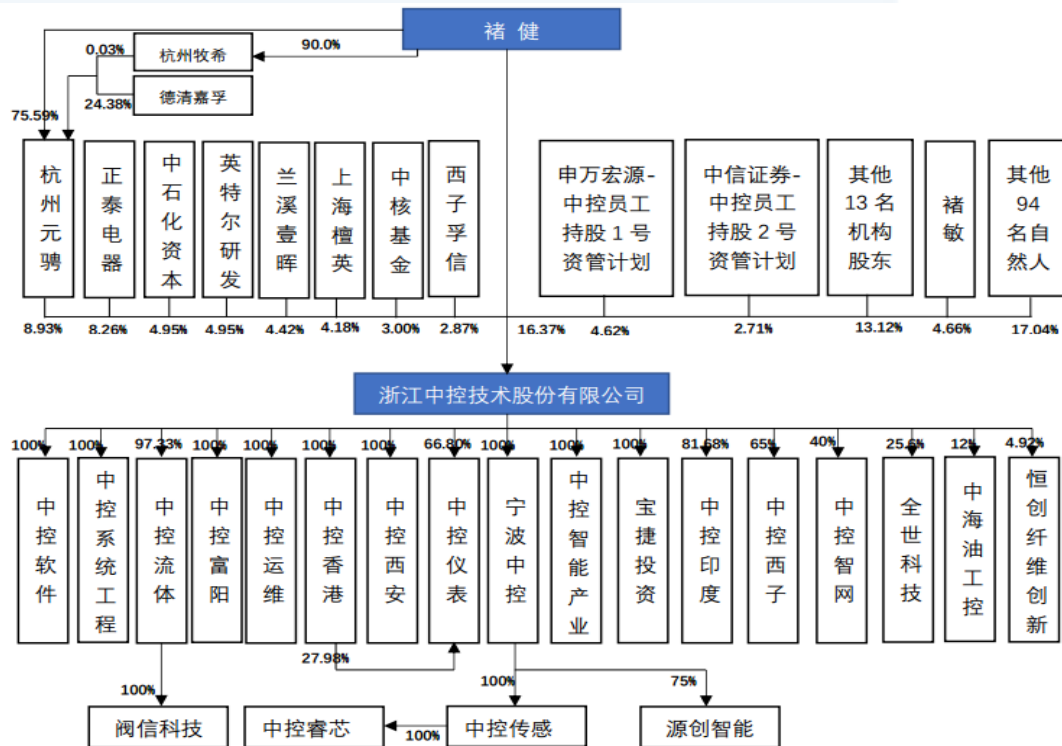 褚 健
0.03%
杭州牧希
90.0%
24.38%
德清嘉孚
75.59%
杭州元骋
正泰电器
中石化资本
英特尔研发
兰溪壹晖
上海檀英
中核基金
西子孚信
申万宏源-
中控员工
持股 1 号
资管计划
中信证券-
中控员工
持股 2 号
资管计划
其他
13 名
机构
股东
褚敏
其他
94
名自
然人
8.93%
8.26%
4.95%
4.95%
4.42%
4.18%
3.00%
2.87%
16.37%
4.62%
2.71%
13.12%
4.66%
17.04%
浙江中控技术股份有限公司
100%
100%
97.33%
100%
100%
100%
100%
66.80%
100%
100%
100%
81.68%
65%
40%
25.6%
12%
4.92%
中控软件
中控系统工程
中控流体
中控富阳
中控运维
中控香港
中控西安
中控仪表
宁波中控
中控智能产业
宝捷投资
中控印度
中控西子
中控智网
全世科技
中海油工控
恒创纤维创新
27.98%
100%
100%
75%
阀信科技
中控睿芯
100%
中控传感
源创智能